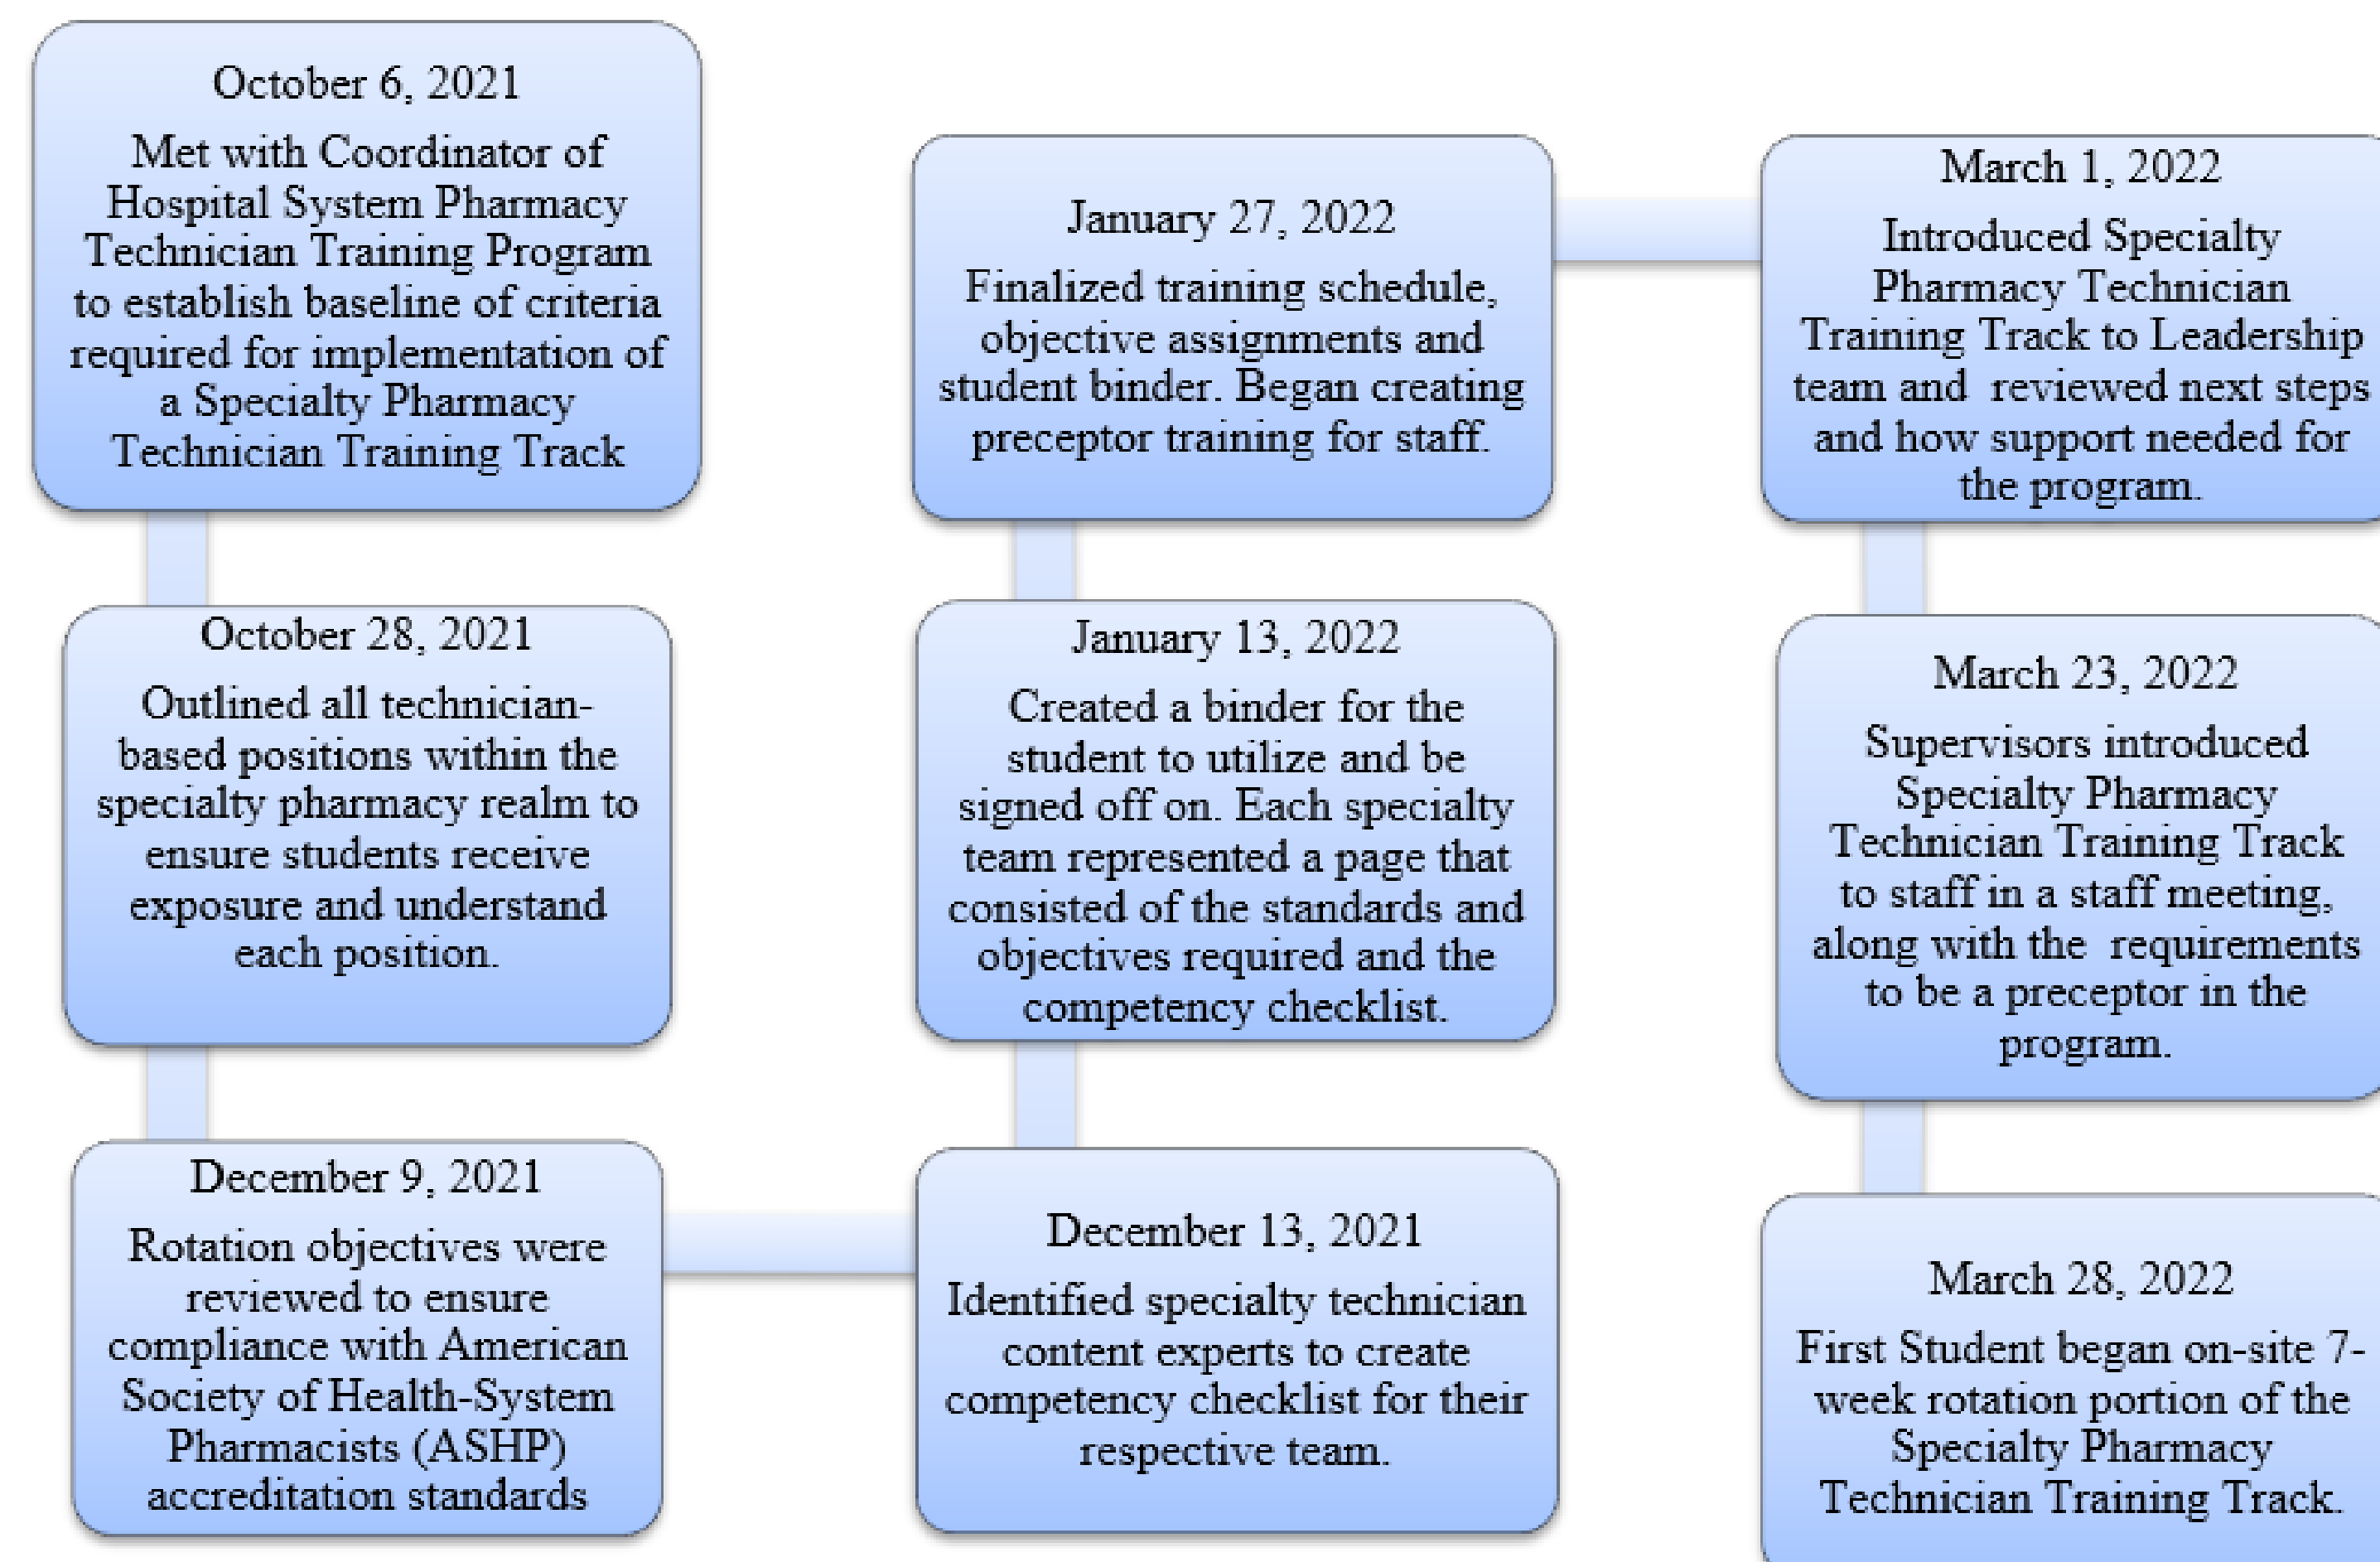 October 6, 2021
Met with Coordinator of
Hospital System Pharmacy
Technician Training Program
to establish baseline of criteria
required for implementation of
a Specialty Pharmacy
Technician Training Track
October 28, 2021
Outlined all technician-
based positions within the
specialty pharmacy realm to
ensure students receive
exposure and understand
each position.
December 9, 2021
Rotation objectives were
reviewed to ensure
compliance with American
Society of Health-System
Pharmacists (ASHP)
accreditation standards
December 13, 2021
Identified specialty technician
content experts to create
competency checklist for their
respective team.
January 13, 2022
Created a binder for the
student to utilize and be
signed off on. Each specialty
team represented a page that
consisted of the standards and
objectives required and the
competency checklist.
January 27, 2022
Finalized training schedule,
objective assignments and
student binder. Began creating
preceptor training for staff.
March 1, 2022
Introduced Specialty
Pharmacy Technician
Training Track to Leadership
team and  reviewed next steps
and how support needed for
the program.
March 23, 2022
Supervisors introduced
Specialty Pharmacy
Technician Training Track
to staff in a staff meeting,
along with the  requirements
to be a preceptor in the
program.
March 28, 2022
First Student began on-site 7-
week rotation portion of the
Specialty Pharmacy
Technician Training Track.